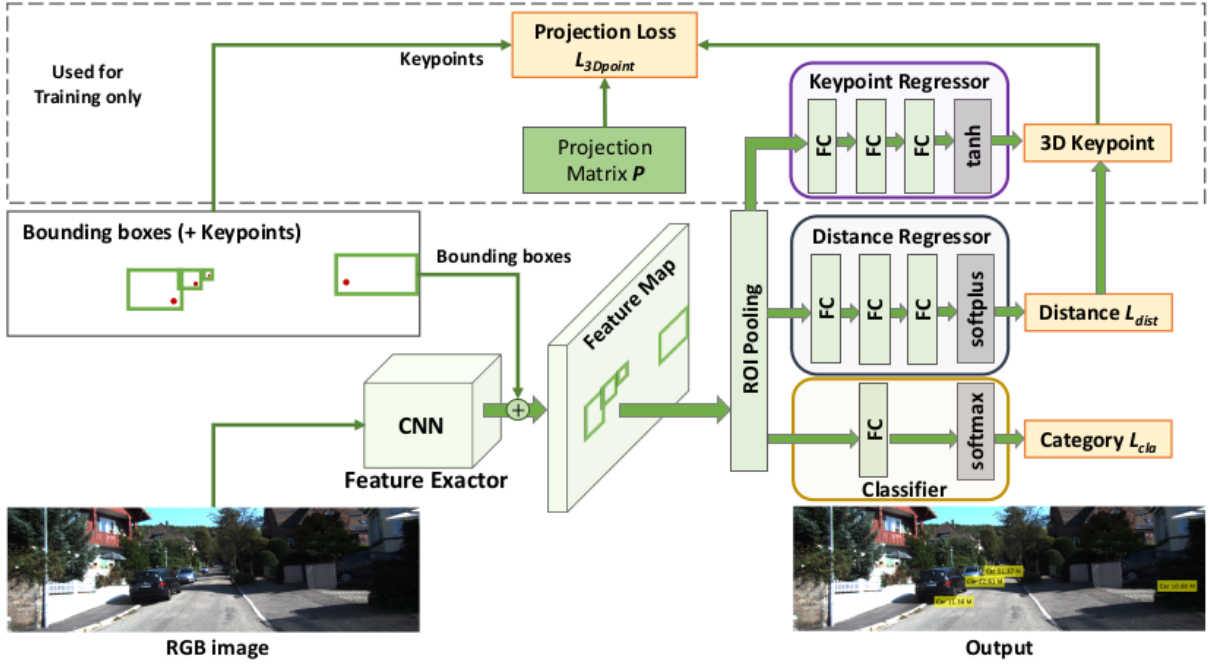 Used for
Training only
Keypoints
Projection Loss
L3Dpoint
Projection
Matrix P
Keypoint Regressor
FC
FC
FC
tanh
3D Keypoint
Bounding boxes (+ Keypoints)
Bounding boxes
Feature Map
ROI Pooling
Distance Regressor
FC
FC
FC
softplus
Distance Ldist
CNN
Feature Exactor
FC
softmax
Classifier
Category Lcla
RGB image
Output